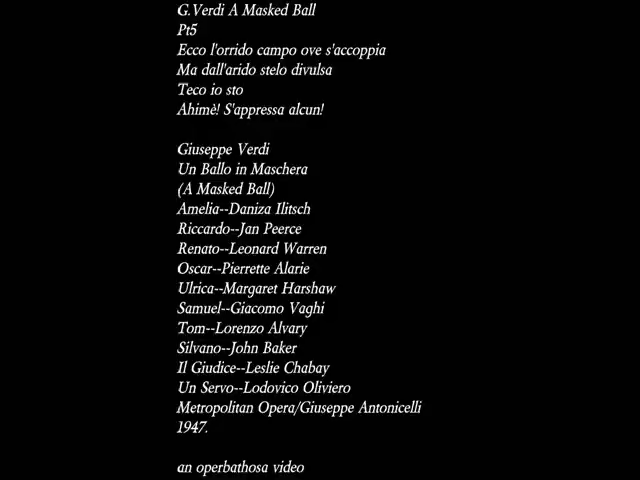 G.Verdi A Masked Ball
Pt5
Ecco l'orrido campo ove s'accoppia
Ma dall'arido stelo divulsa
Teco io sto
Ahimè! S'appressa alcun!
Giuseppe Verdi
Un Ballo in Maschera
(A Masked Ball)
Amelia--Daniza Ilitsch
Riccardo--Jan Peerce
Renato--Leonard Warren
Oscar--Pierrette Alarie
Ulrica--Margaret Harshaw
Samuel--Giacomo Vaghi
Tom--Lorenzo Alvary
Silvano--John Baker
Il Giudice--Leslie Chabay
Un Servo--Lodovico Oliviero
Metropolitan Opera/Giuseppe Antonicelli
1947.
an operbathosa video